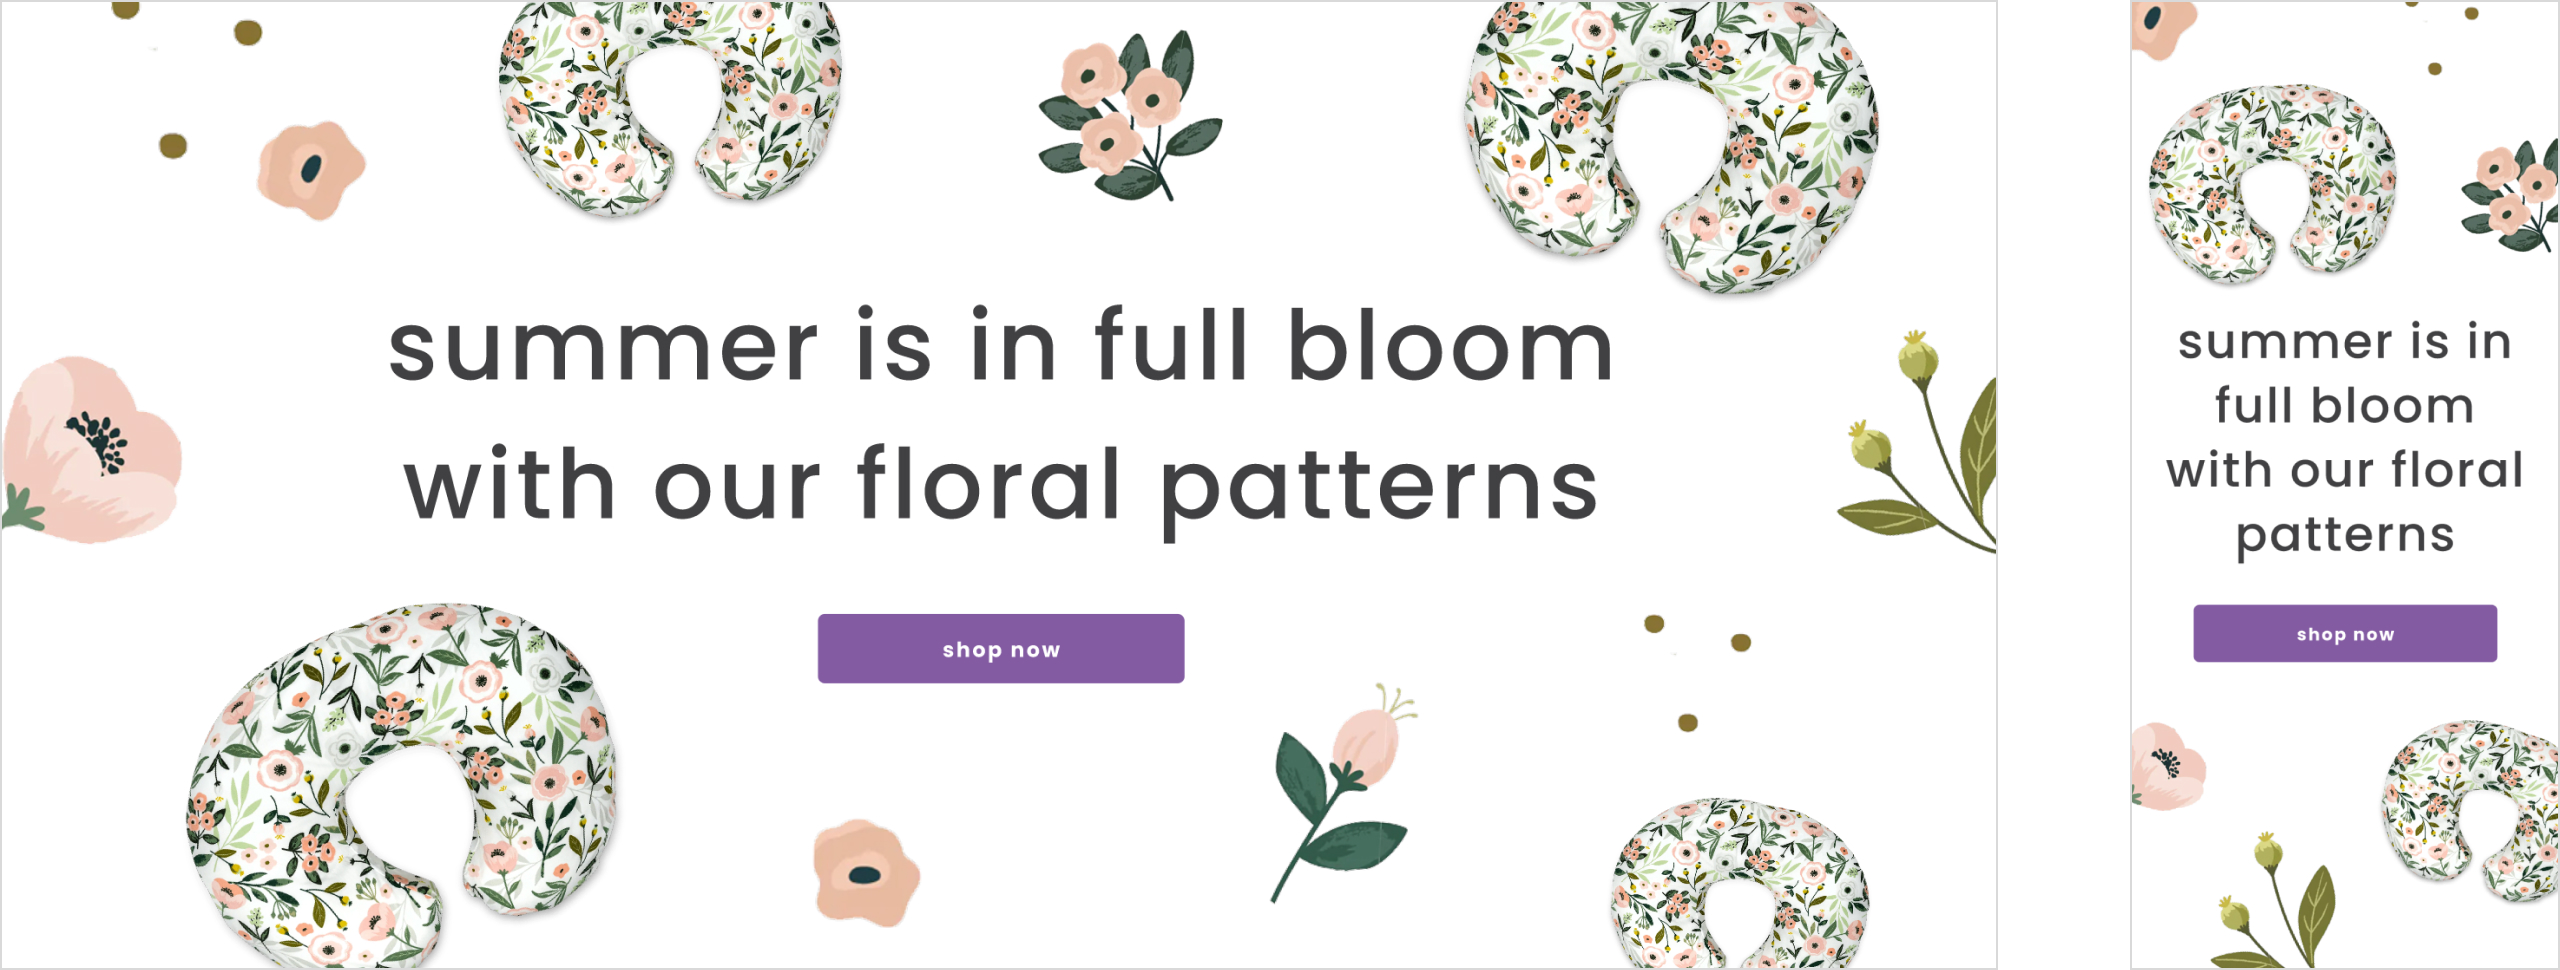 summer is in full bloom
with our floral patterns
shop now
summer is in
full bloom
with our floral
patterns
shop now